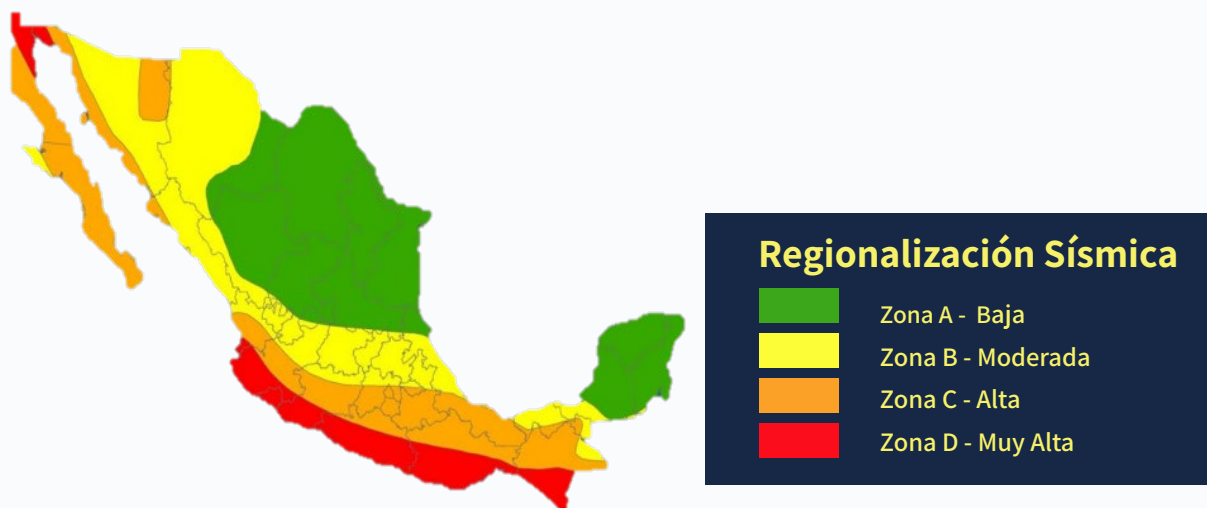 Regionalización Sísmica
Zona A - Baja
Zona B - Moderada
Zona C - Alta
Zona D - Muy Alta